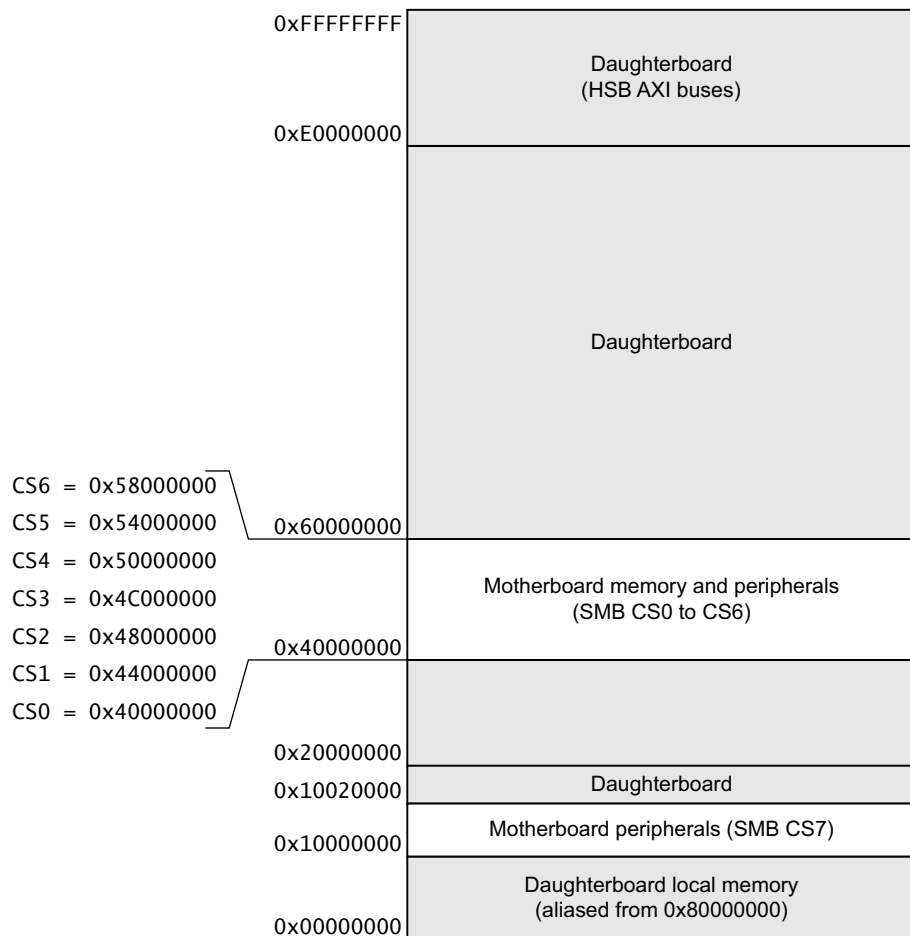 0xFFFFFFFF
Daughterboard
(HSB AXI buses)
0xE0000000
Daughterboard
CS6 = 0x58000000
CS5 = 0x54000000
0x60000000
CS4 = 0x50000000
CS3 = 0x4C000000
Motherboard memory and peripherals
(SMB CS0 to CS6)
CS2 = 0x48000000
0x40000000
CS1 = 0x44000000
CS0 = 0x40000000
0x20000000
Daughterboard
0x10020000
Motherboard peripherals (SMB CS7)
0x10000000
Daughterboard local memory
(aliased from 0x80000000)
0x00000000